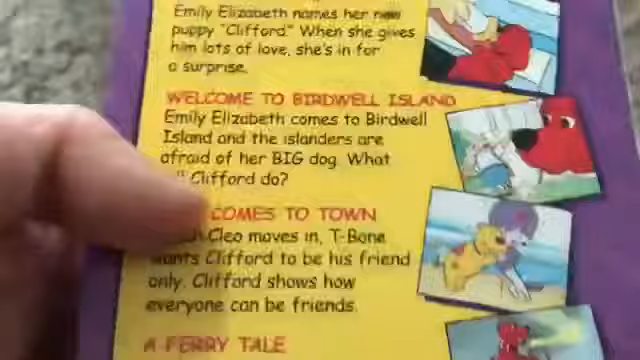 Emily Elizabeth names her new
puppy "Clifford." When she gives
him lots of love, she's in for
a surprise.
WELCOME TO BIRDWELL ISLAND
Emily Elizabeth comes to Birdwell
Island and the islanders are
afraid of her BIG dog. What
Clifford do?
COMES TO TOWN
Cleo moves in, T-Bone
wants Clifford to be his friend
only. Clifford shows how
everyone can be friends.
A FERRY TALE